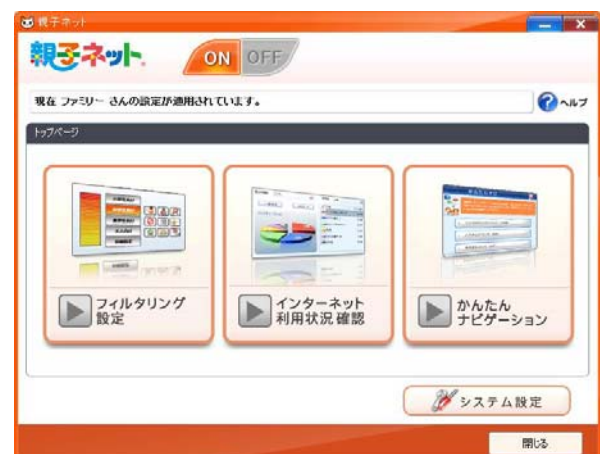 親子ネット
親子ネット.
ON OFF
現在 ファミリー さんの設定が適用されています。
ヘルプ
トップページ
フィルタリング
設定
インターネット
利用状況 確認
かんたん
ナビゲーション
システム設定
閉じる